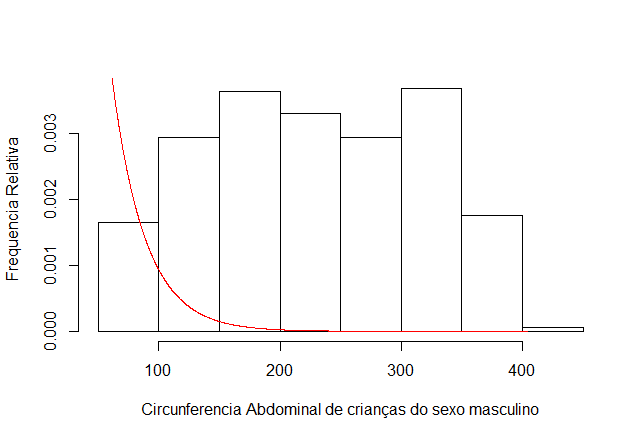 Frequencia Relativa
0.003
0.002
0.001
0.000
100 200 300 400
Circunferencia Abdominal de crianças do sexo masculino